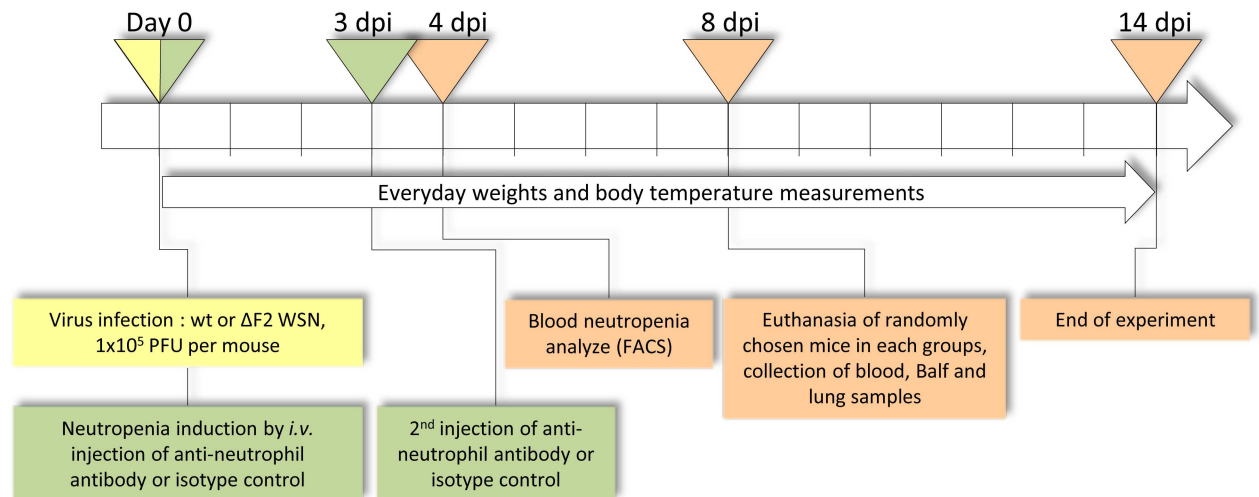 Day 0
3 dpi
4 dpi
8 dpi
14 dpi
Everyday weights and body temperature measurements
Virus infection : wt or ΔF2 WSN,
1x10⁵ PFU per mouse
Neutropenia induction by i.v.
injection of anti-neutrophil
antibody or isotype control
2ⁿᵈ injection of anti-
neutrophil antibody or
isotype control
Blood neutropenia
analyze (FACS)
Euthanasia of randomly
chosen mice in each groups,
collection of blood, Balf and
lung samples
End of experiment